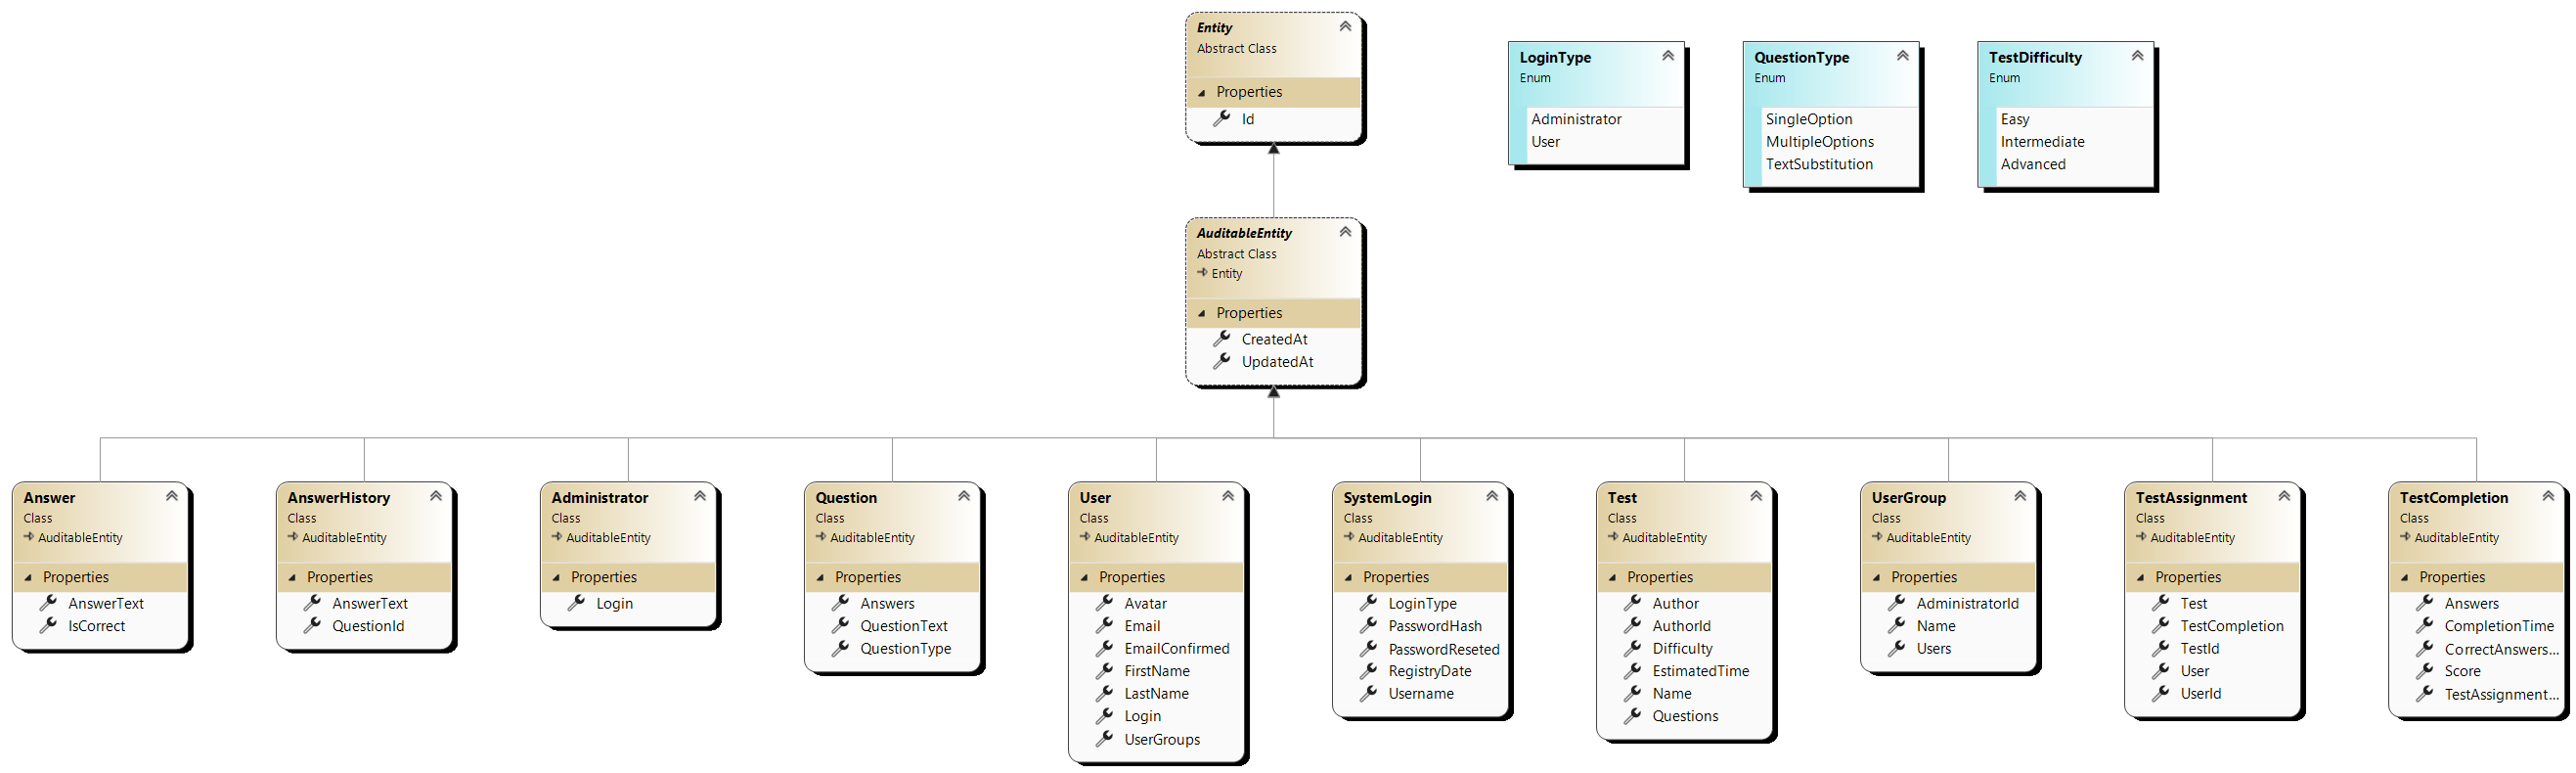 Entity
Abstract Class
Properties
Id
LoginType
Enum
Administrator
User
QuestionType
Enum
SingleOption
MultipleOptions
TextSubstitution
TestDifficulty
Enum
Easy
Intermediate
Advanced
AuditableEntity
Abstract Class
Entity
Properties
CreatedAt
UpdatedAt
Answer
Class
AuditableEntity
Properties
AnswerText
IsCorrect
AnswerHistory
Class
AuditableEntity
Properties
AnswerText
QuestionId
Administrator
Class
AuditableEntity
Properties
Login
Question
Class
AuditableEntity
Properties
Answers
QuestionText
QuestionType
User
Class
AuditableEntity
Properties
Avatar
Email
EmailConfirmed
FirstName
LastName
Login
UserGroups
SystemLogin
Class
AuditableEntity
Properties
LoginType
PasswordHash
PasswordReseted
RegistryDate
Username
Test
Class
AuditableEntity
Properties
Author
AuthorId
Difficulty
EstimatedTime
Name
Questions
UserGroup
Class
AuditableEntity
Properties
AdministratorId
Name
Users
TestAssignment
Class
AuditableEntity
Properties
Test
TestCompletion
TestId
User
UserId
TestCompletion
Class
AuditableEntity
Properties
Answers
CompletionTime
CorrectAnswers...
Score
TestAssignment...